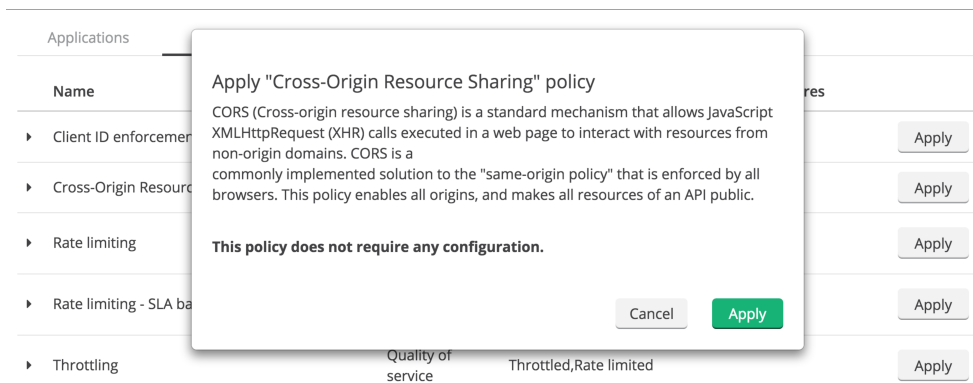 Applications
Name
Apply "Cross-Origin Resource Sharing" policy
CORS (Cross-origin resource sharing) is a standard mechanism that allows JavaScript
XMLHttpRequest (XHR) calls executed in a web page to interact with resources from
non-origin domains. CORS is a
commonly implemented solution to the "same-origin policy" that is enforced by all
browsers. This policy enables all origins, and makes all resources of an API public.
This policy does not require any configuration.
Cancel Apply
res
Client ID enforcemen
Apply
Cross-Origin Resourc
Apply
Rate limiting
Apply
Rate limiting - SLA ba
Apply
Throttling
Quality of
service
Throttled,Rate limited
Apply